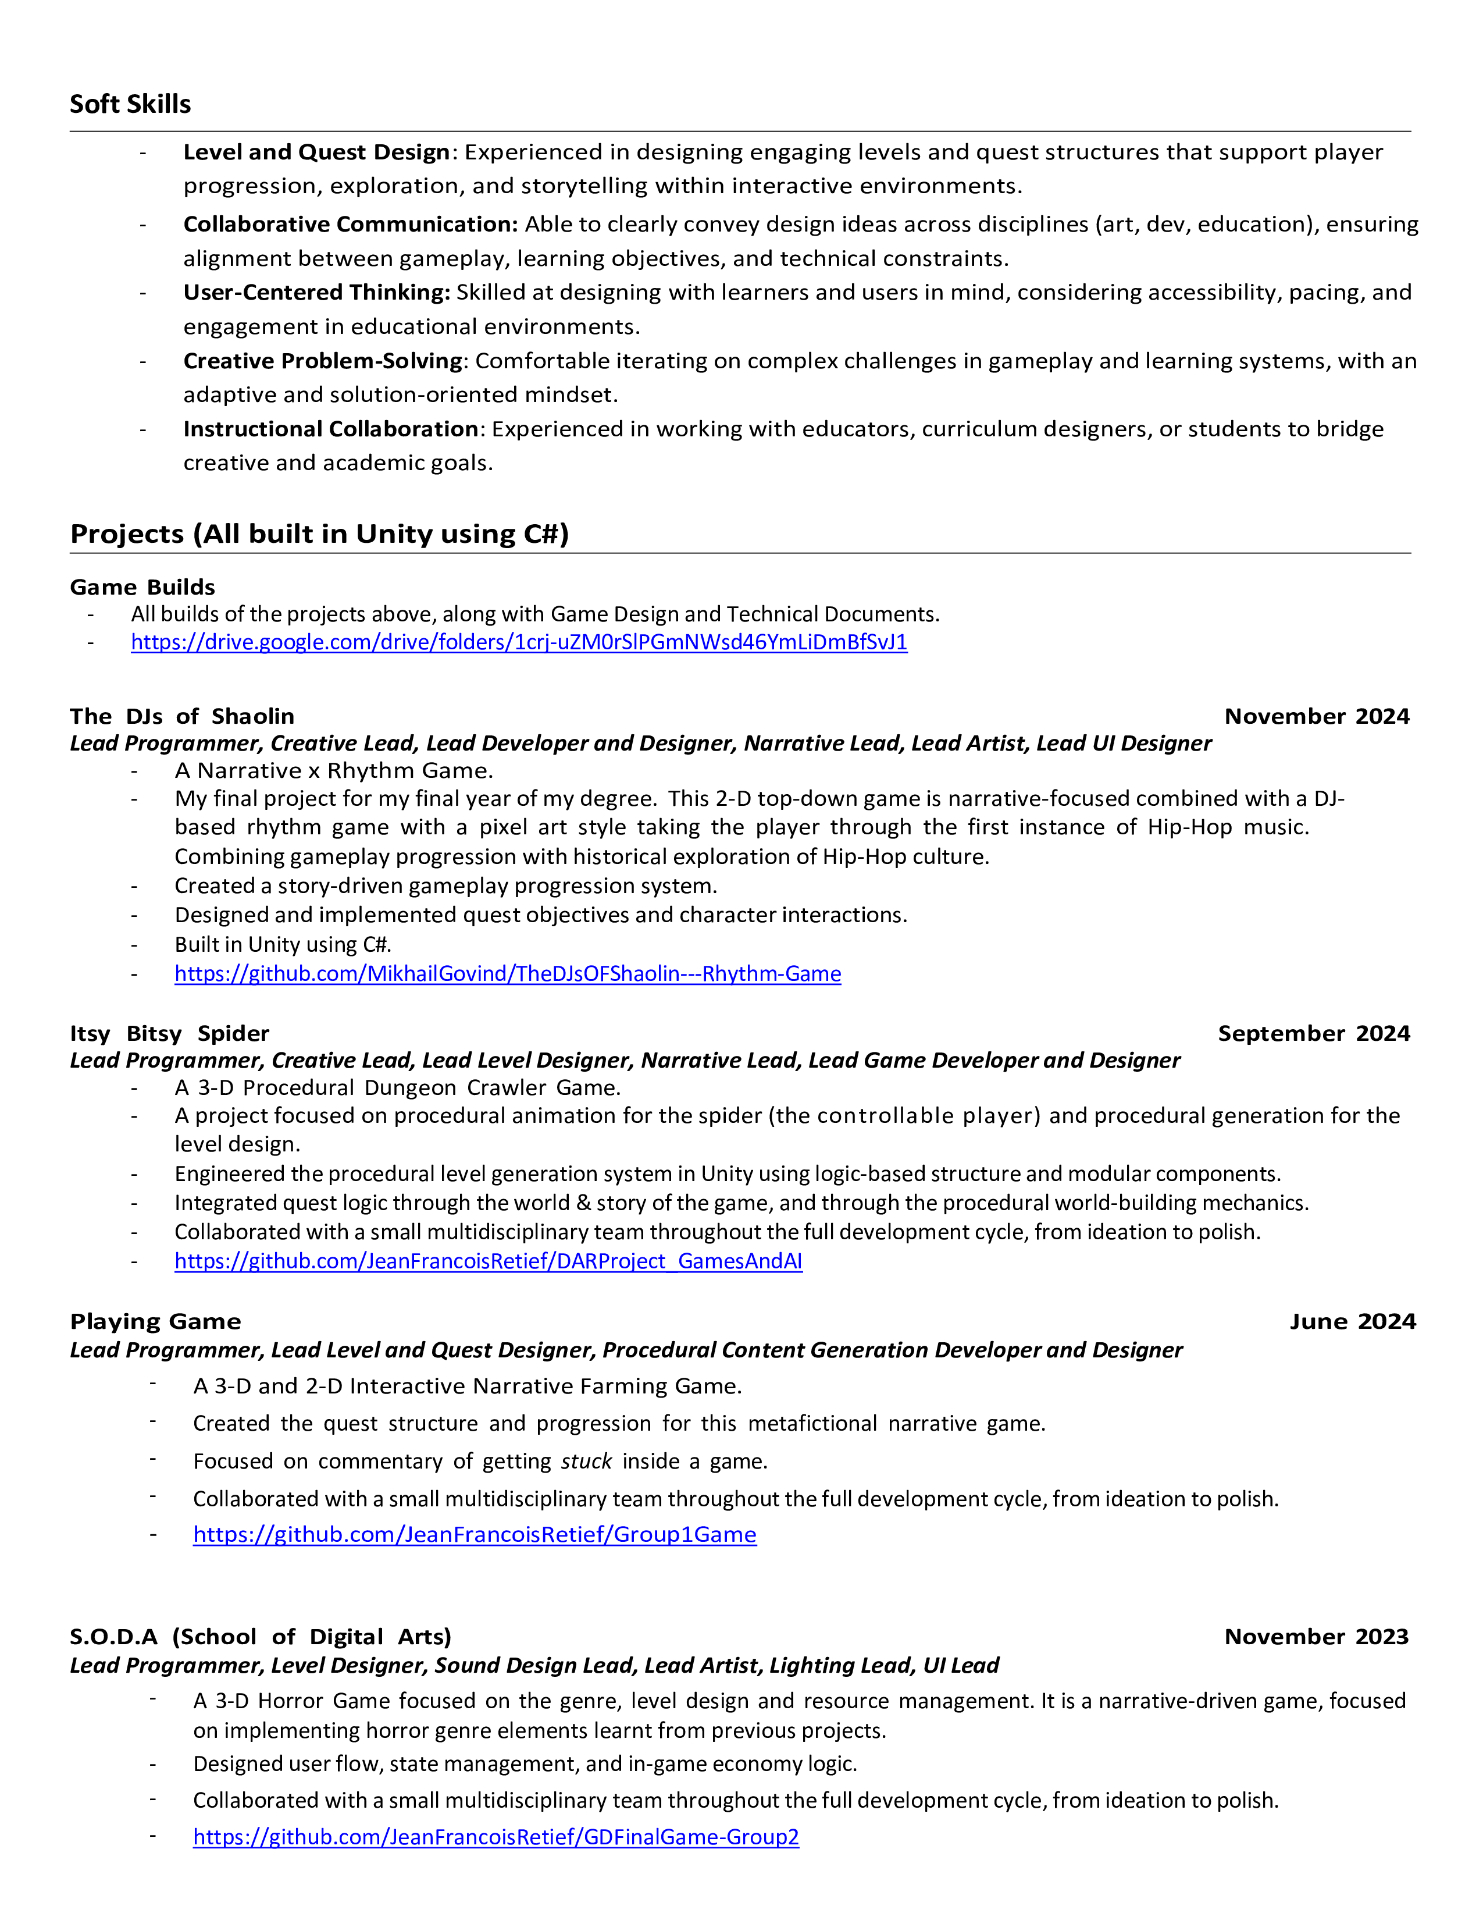 Soft Skills
- Level and Quest Design: Experienced in designing engaging levels and quest structures that support player
progression, exploration, and storytelling within interactive environments.
- Collaborative Communication: Able to clearly convey design ideas across disciplines (art, dev, education), ensuring
alignment between gameplay, learning objectives, and technical constraints.
- User-Centered Thinking: Skilled at designing with learners and users in mind, considering accessibility, pacing, and
engagement in educational environments.
- Creative Problem-Solving: Comfortable iterating on complex challenges in gameplay and learning systems, with an
adaptive and solution-oriented mindset.
- Instructional Collaboration: Experienced in working with educators, curriculum designers, or students to bridge
creative and academic goals.
Projects (All built in Unity using C#)
Game Builds
- All builds of the projects above, along with Game Design and Technical Documents.
- https://drive.google.com/drive/folders/1crj-uZM0rSlPGmNWsd46YmLiDmBfSvJ1
The DJs of Shaolin November 2024
Lead Programmer, Creative Lead, Lead Developer and Designer, Narrative Lead, Lead Artist, Lead UI Designer
- A Narrative x Rhythm Game.
- My final project for my final year of my degree. This 2-D top-down game is narrative-focused combined with a DJ-
based rhythm game with a pixel art style taking the player through the first instance of Hip-Hop music.
Combining gameplay progression with historical exploration of Hip-Hop culture.
- Created a story-driven gameplay progression system.
- Designed and implemented quest objectives and character interactions.
- Built in Unity using C#.
- https://github.com/MikhailGovind/TheDJsOFShaolin---Rhythm-Game
Itsy Bitsy Spider September 2024
Lead Programmer, Creative Lead, Lead Level Designer, Narrative Lead, Lead Game Developer and Designer
- A 3-D Procedural Dungeon Crawler Game.
- A project focused on procedural animation for the spider (the controllable player) and procedural generation for the
level design.
- Engineered the procedural level generation system in Unity using logic-based structure and modular components.
- Integrated quest logic through the world & story of the game, and through the procedural world-building mechanics.
- Collaborated with a small multidisciplinary team throughout the full development cycle, from ideation to polish.
- https://github.com/JeanFrancoisRetief/DARProject_GamesAndAI
Playing Game June 2024
Lead Programmer, Lead Level and Quest Designer, Procedural Content Generation Developer and Designer
- A 3-D and 2-D Interactive Narrative Farming Game.
- Created the quest structure and progression for this metafictional narrative game.
- Focused on commentary of getting stuck inside a game.
- Collaborated with a small multidisciplinary team throughout the full development cycle, from ideation to polish.
- https://github.com/JeanFrancoisRetief/Group1Game
S.O.D.A (School of Digital Arts) November 2023
Lead Programmer, Level Designer, Sound Design Lead, Lead Artist, Lighting Lead, UI Lead
- A 3-D Horror Game focused on the genre, level design and resource management. It is a narrative-driven game, focused
on implementing horror genre elements learnt from previous projects.
- Designed user flow, state management, and in-game economy logic.
- Collaborated with a small multidisciplinary team throughout the full development cycle, from ideation to polish.
- https://github.com/JeanFrancoisRetief/GDFinalGame-Group2